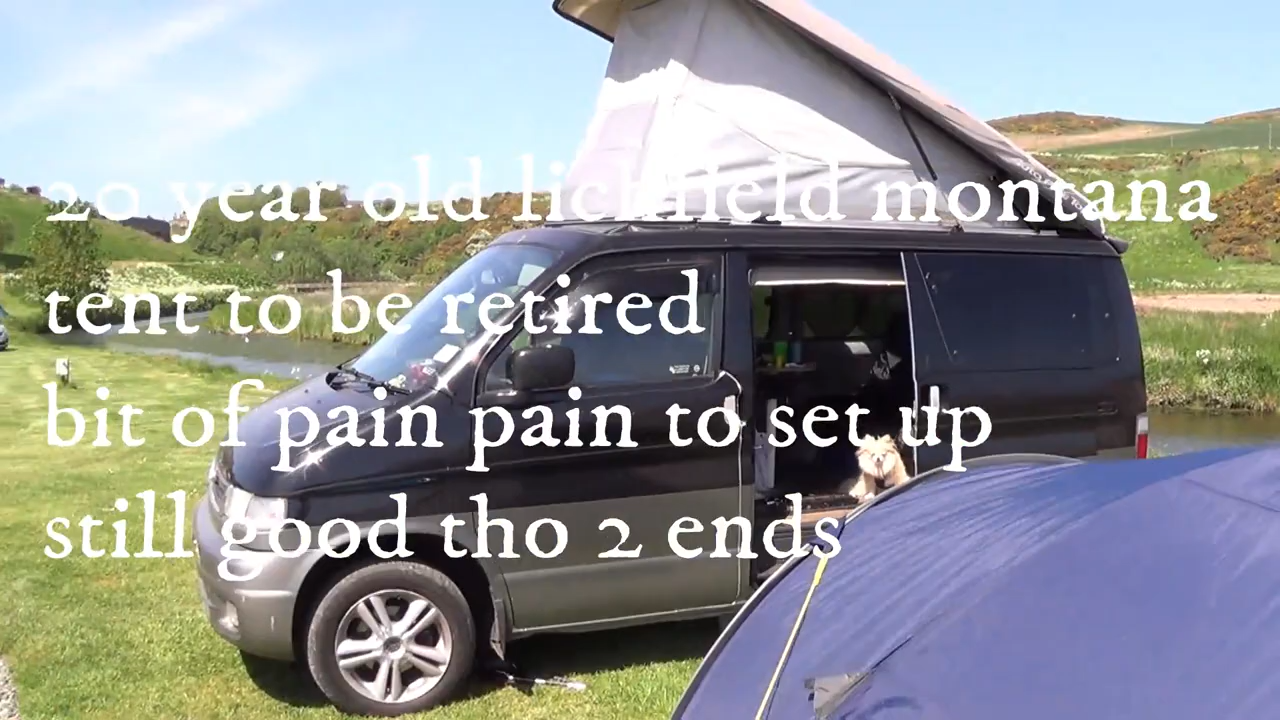 20 year old lichfield montana
tent to be retired
bit of pain pain to set up
still good tho 2 ends